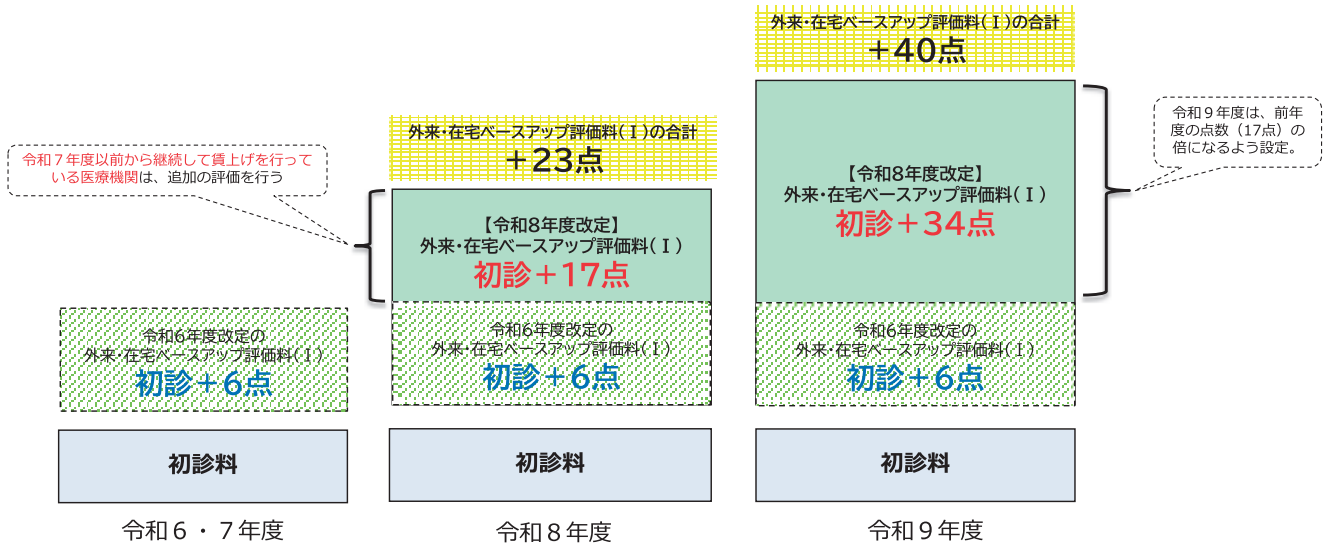 令和７年度以前から継続して賃上げを行って
いる医療機関は、追加の評価を行う
令和6年度改定の
外来･在宅ベースアップ評価料(Ⅰ)
初診＋6点
初診料
令和６・７年度
外来･在宅ベースアップ評価料(Ⅰ)の合計
＋23点
【令和8年度改定】
外来･在宅ベースアップ評価料(Ⅰ)
初診＋17点
令和6年度改定の
外来･在宅ベースアップ評価料(Ⅰ)
初診＋6点
初診料
令和８年度
外来･在宅ベースアップ評価料(Ⅰ)の合計
＋40点
【令和8年度改定】
外来･在宅ベースアップ評価料(Ⅰ)
初診＋34点
令和6年度改定の
外来･在宅ベースアップ評価料(Ⅰ)
初診＋6点
初診料
令和９年度
令和９年度は、前年
度の点数（17点）の
倍になるよう設定。